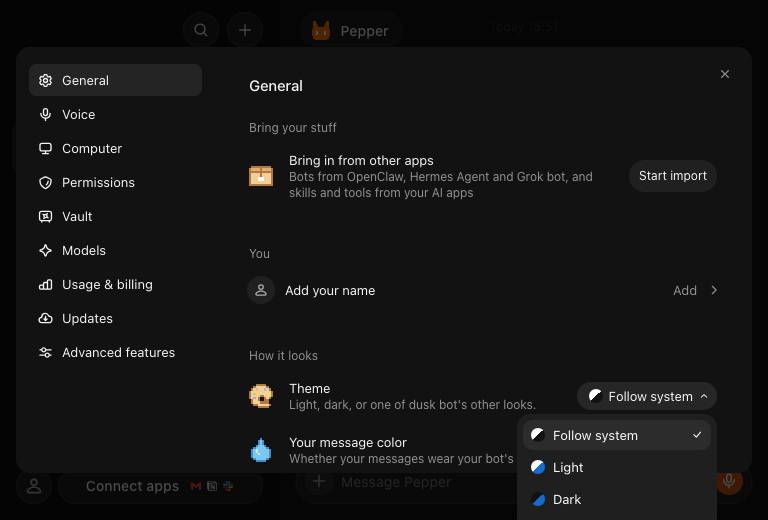 Pepper
Today 18:51
General
Voice
Computer
Permissions
Vault
Models
Usage & billing
Updates
Advanced features
General
Bring your stuff
Bring in from other apps
Bots from OpenClaw, Hermes Agent and Grok bot, and
skills and tools from your AI apps
Start import
You
Add your name
Add
How it looks
Theme
Light, dark, or one of dusk bot's other looks.
Follow system
Your message color
Whether your messages wear your bot's
Follow system
Light
Dark
Connect apps
Message Pepper